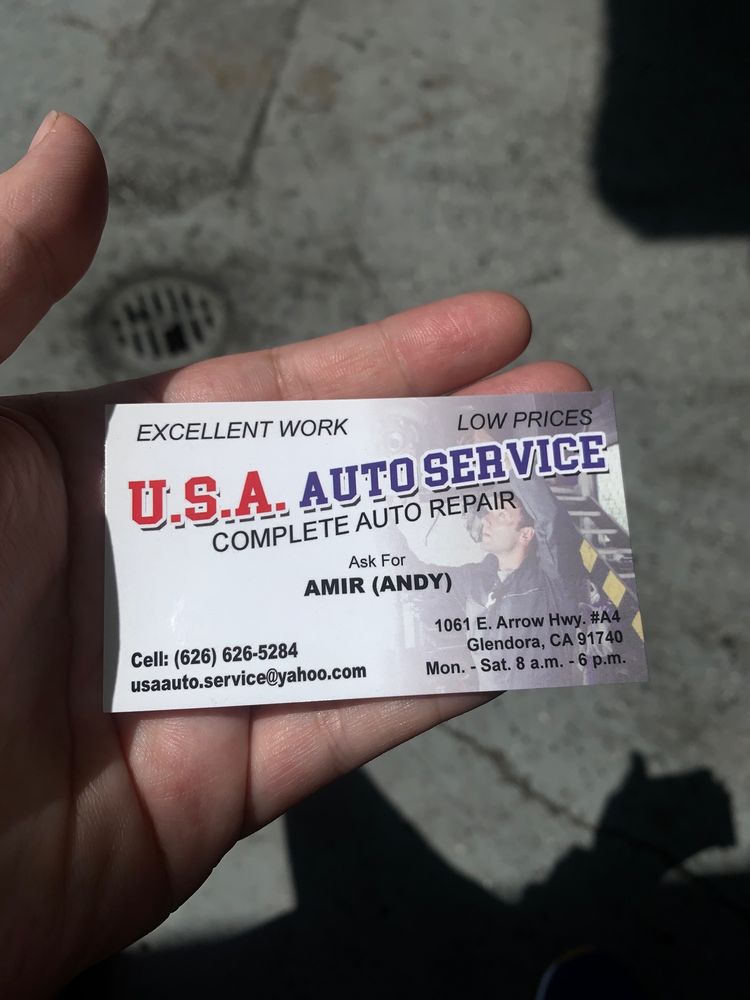 EXCELLENT WORK
LOW PRICES
U.S.A. AUTO SERVICE
COMPLETE AUTO REPAIR
Ask For
AMIR (ANDY)
Cell: (626) 626-5284
usaauto.service@yahoo.com
1061 E. Arrow Hwy. #A4
Glendora, CA 91740
Mon. - Sat. 8 a.m. - 6 p.m.